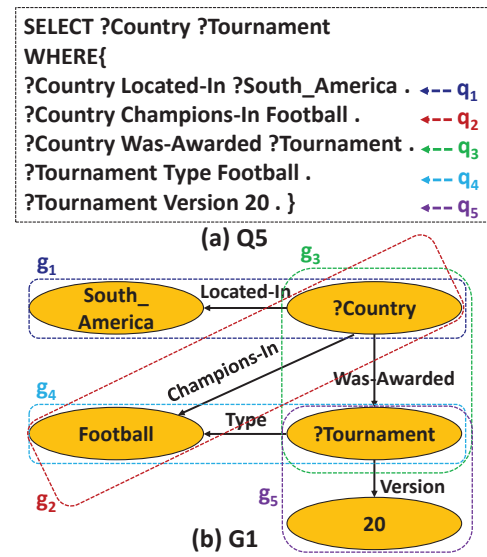 SELECT ?Country ?Tournament
WHERE{
?Country Located-In ?South_America . q1
?Country Champions-In Football . q2
?Country Was-Awarded ?Tournament . q3
?Tournament Type Football . q4
?Tournament Version 20 . } q5
(a) Q5
g1
g3
South_
America
Located-In
?Country
Champions-In
Was-Awarded
g4
Football
Type
?Tournament
g2
g5
Version
20
(b) G1